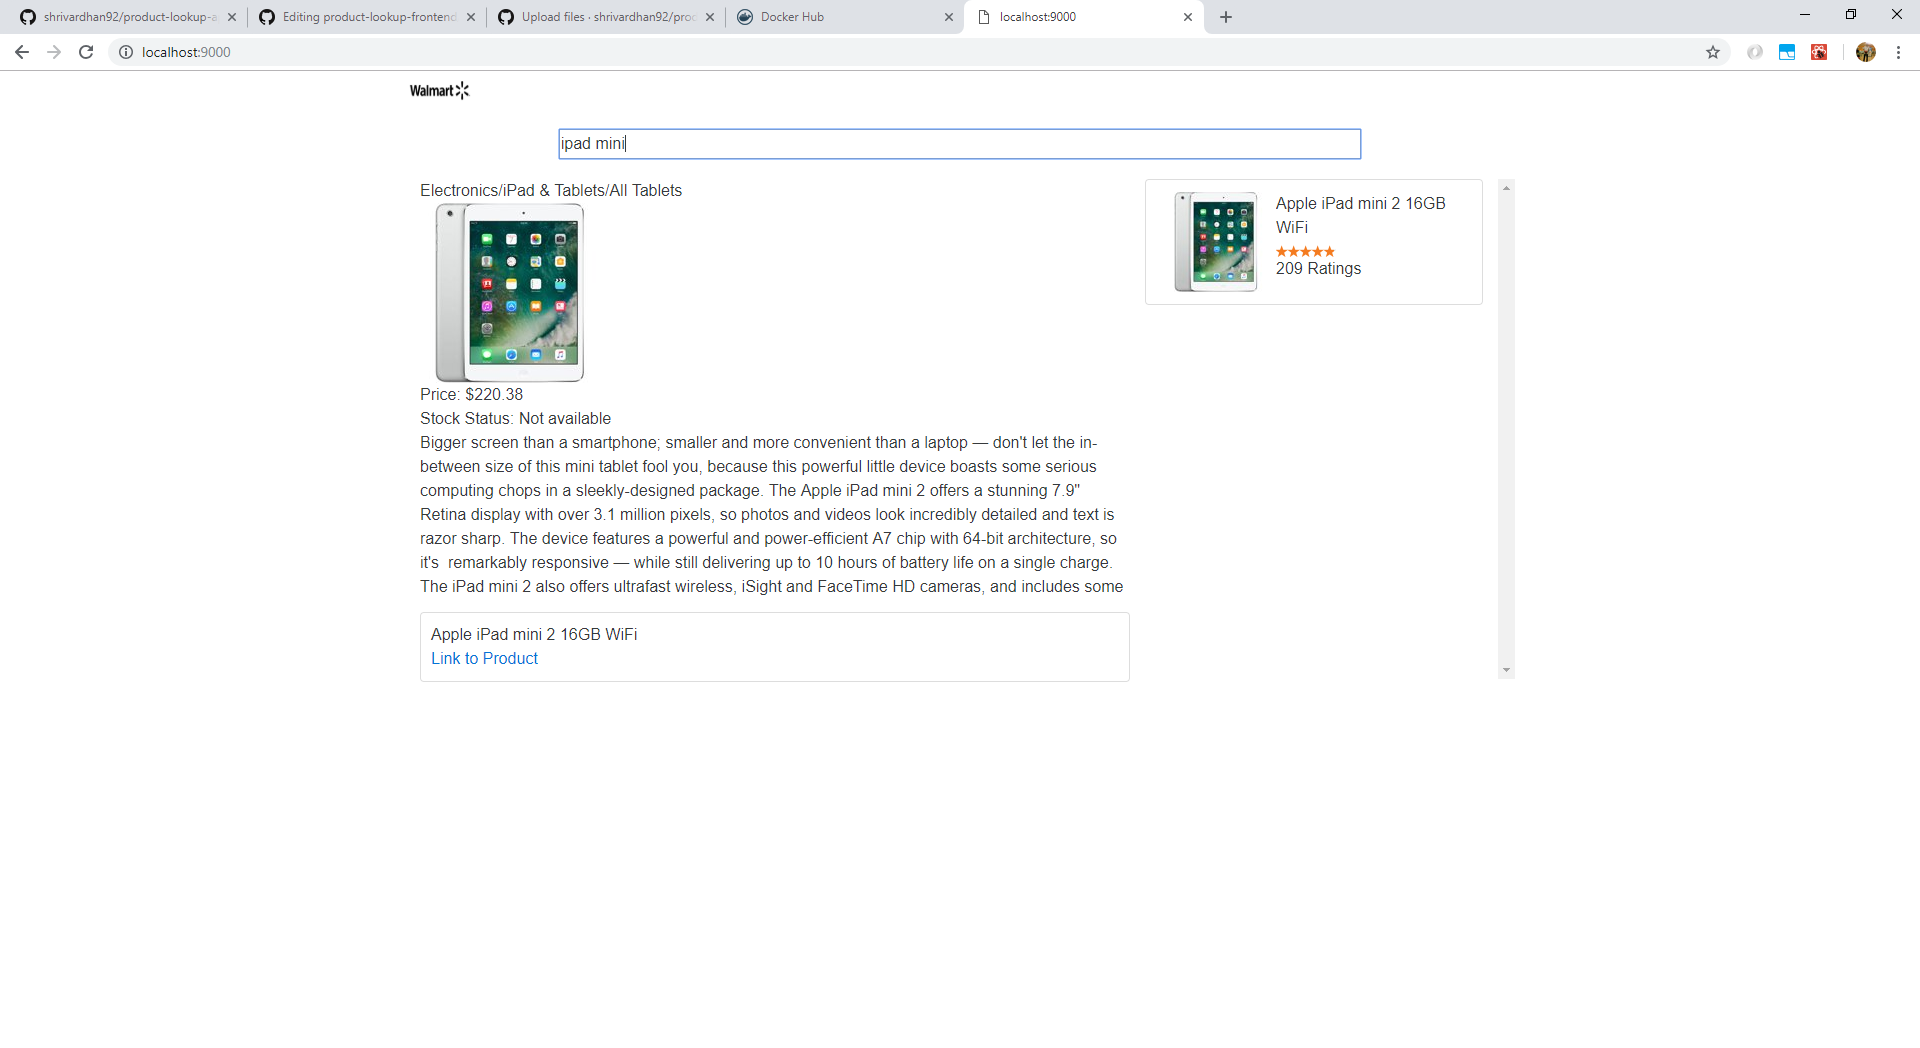 shrivardhan92/product-lookup-a
Editing product-lookup-frontend
Upload files · shrivardhan92/proc
Docker Hub
localhost:9000
localhost:9000
Walmart
ipad mini
Electronics/iPad & Tablets/All Tablets
Price: $220.38
Stock Status: Not available
Bigger screen than a smartphone; smaller and more convenient than a laptop — don't let the in-
between size of this mini tablet fool you, because this powerful little device boasts some serious
computing chops in a sleekly-designed package. The Apple iPad mini 2 offers a stunning 7.9"
Retina display with over 3.1 million pixels, so photos and videos look incredibly detailed and text is
razor sharp. The device features a powerful and power-efficient A7 chip with 64-bit architecture, so
it's  remarkably responsive — while still delivering up to 10 hours of battery life on a single charge.
The iPad mini 2 also offers ultrafast wireless, iSight and FaceTime HD cameras, and includes some
Apple iPad mini 2 16GB WiFi
Link to Product
Apple iPad mini 2 16GB
WiFi
209 Ratings